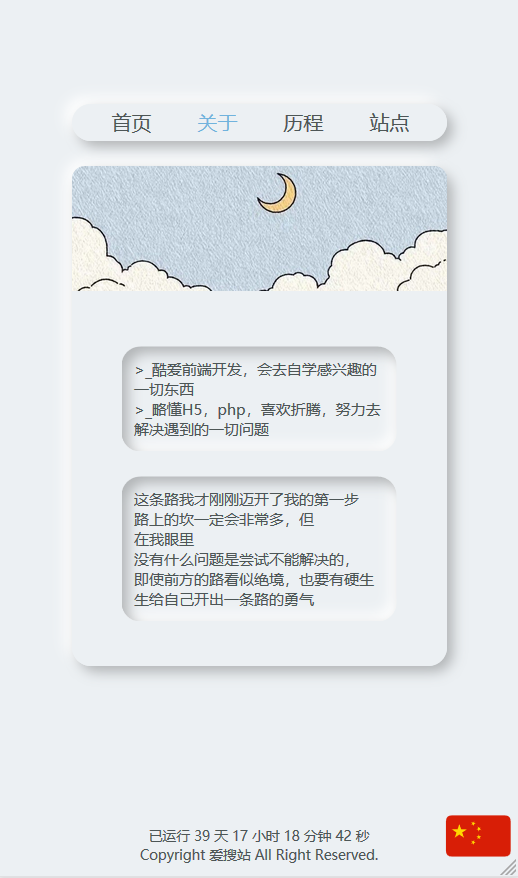 首页 关于 历程 站点
>_酷爱前端开发，会去自学感兴趣的
一切东西
>_略懂H5，php，喜欢折腾，努力去
解决遇到的一切问题
这条路我才刚刚迈开了我的第一步
路上的坎一定会非常多，但
在我眼里
没有什么问题是尝试不能解决的，
即使前方的路看似绝境，也要有硬生
生给自己开出一条路的勇气
已运行 39 天 17 小时 18 分钟 42 秒
Copyright 爱搜站 All Right Reserved.